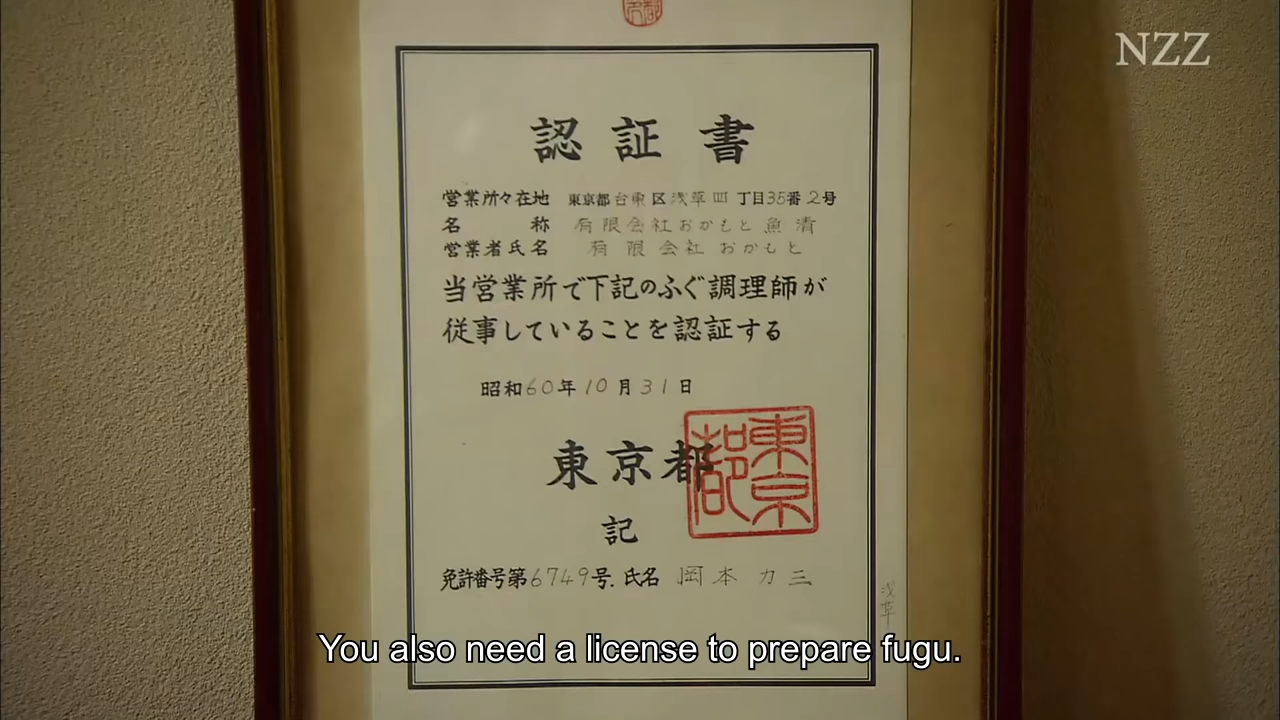 NZZ
認証書
営業所々在地 東京都台東区浅草四丁目35番2号
名称 有限会社おかもと魚清
営業者氏名 有限会社おかもと
当営業所で下記のふぐ調理師が
従事していることを認証する
昭和60年10月31日
東京都
東京都
記
免許番号第6749号.氏名 岡本力三
浅草
You also need a license to prepare fugu.